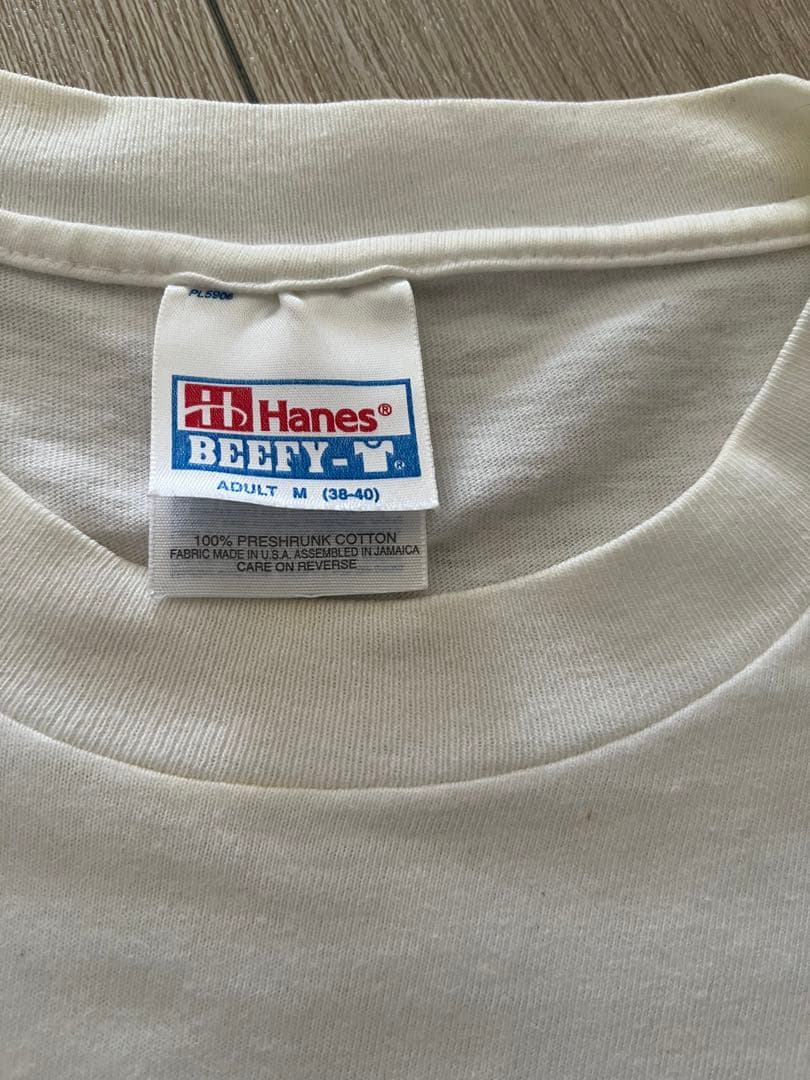 PL5906
Hanes®
BEEFY-T®
ADULT M (38-40)
100% PRESHRUNK COTTON
FABRIC MADE IN U.S.A. ASSEMBLED IN JAMAICA
CARE ON REVERSE